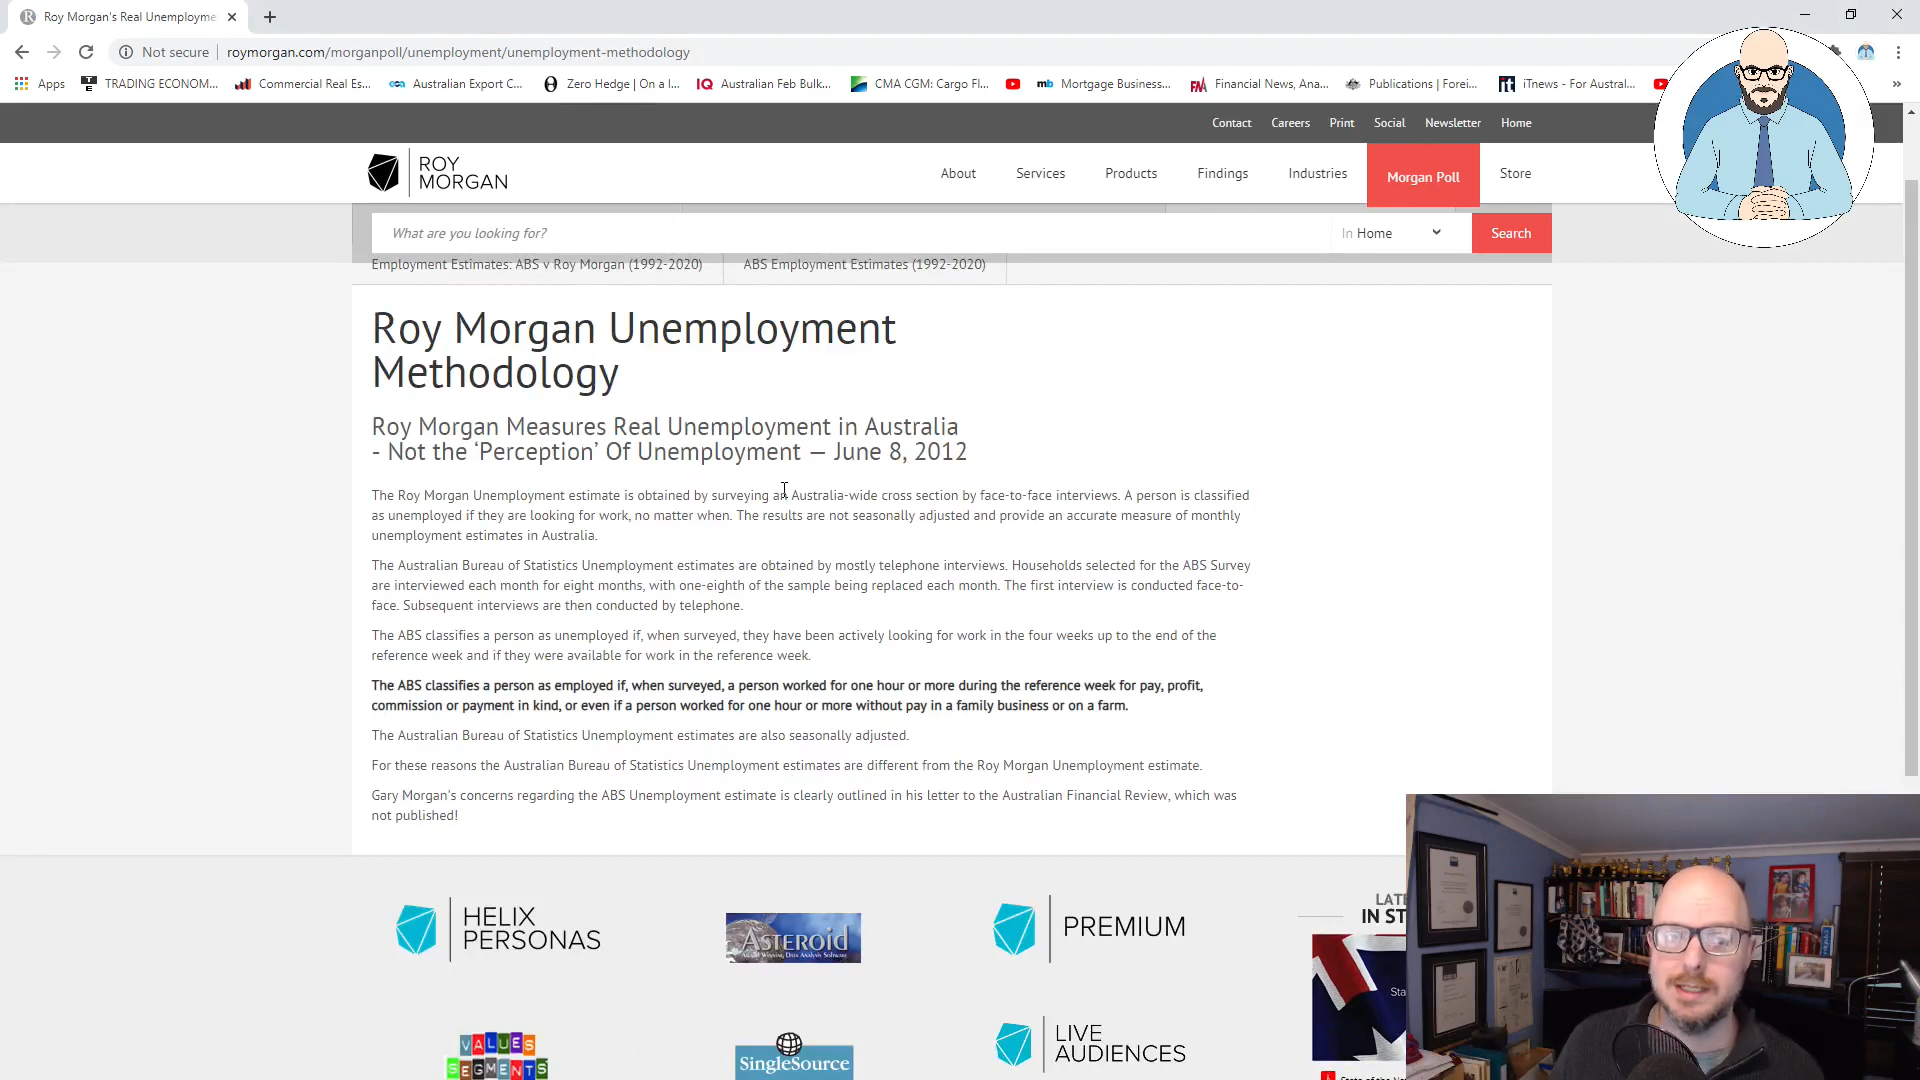 Roy Morgan's Real Unemployme
Not secure
roymorgan.com/morganpoll/unemployment/unemployment-methodology
Apps
TRADING ECONOM...
Commercial Real Es...
Australian Export C...
Zero Hedge | On a l...
Australian Feb Bulk...
CMA CGM: Cargo Fl...
Mortgage Business...
Financial News, Ana...
Publications | Forei...
iTnews - For Austral...
Contact
Careers
Print
Social
Newsletter
Home
ROY
MORGAN
About
Services
Products
Findings
Industries
Morgan Poll
Store
What are you looking for?
In Home
Search
Employment Estimates: ABS v Roy Morgan (1992-2020)
ABS Employment Estimates (1992-2020)
Roy Morgan Unemployment
Methodology
Roy Morgan Measures Real Unemployment in Australia
- Not the ‘Perception’ Of Unemployment — June 8, 2012
The Roy Morgan Unemployment estimate is obtained by surveying an Australia-wide cross section by face-to-face interviews. A person is classified
as unemployed if they are looking for work, no matter when. The results are not seasonally adjusted and provide an accurate measure of monthly
unemployment estimates in Australia.
The Australian Bureau of Statistics Unemployment estimates are obtained by mostly telephone interviews. Households selected for the ABS Survey
are interviewed each month for eight months, with one-eighth of the sample being replaced each month. The first interview is conducted face-to-
face. Subsequent interviews are then conducted by telephone.
The ABS classifies a person as unemployed if, when surveyed, they have been actively looking for work in the four weeks up to the end of the
reference week and if they were available for work in the reference week.
The ABS classifies a person as employed if, when surveyed, a person worked for one hour or more during the reference week for pay, profit,
commission or payment in kind, or even if a person worked for one hour or more without pay in a family business or on a farm.
The Australian Bureau of Statistics Unemployment estimates are also seasonally adjusted.
For these reasons the Australian Bureau of Statistics Unemployment estimates are different from the Roy Morgan Unemployment estimate.
Gary Morgan's concerns regarding the ABS Unemployment estimate is clearly outlined in his letter to the Australian Financial Review, which was
not published!
HELIX
PERSONAS
ASTEROID
AWARD WINNING DATA ANALYSIS SOFTWARE
PREMIUM
LATE
IN ST
Sta
VALUES
SEGMENTS
SingleSource
LIVE
AUDIENCES